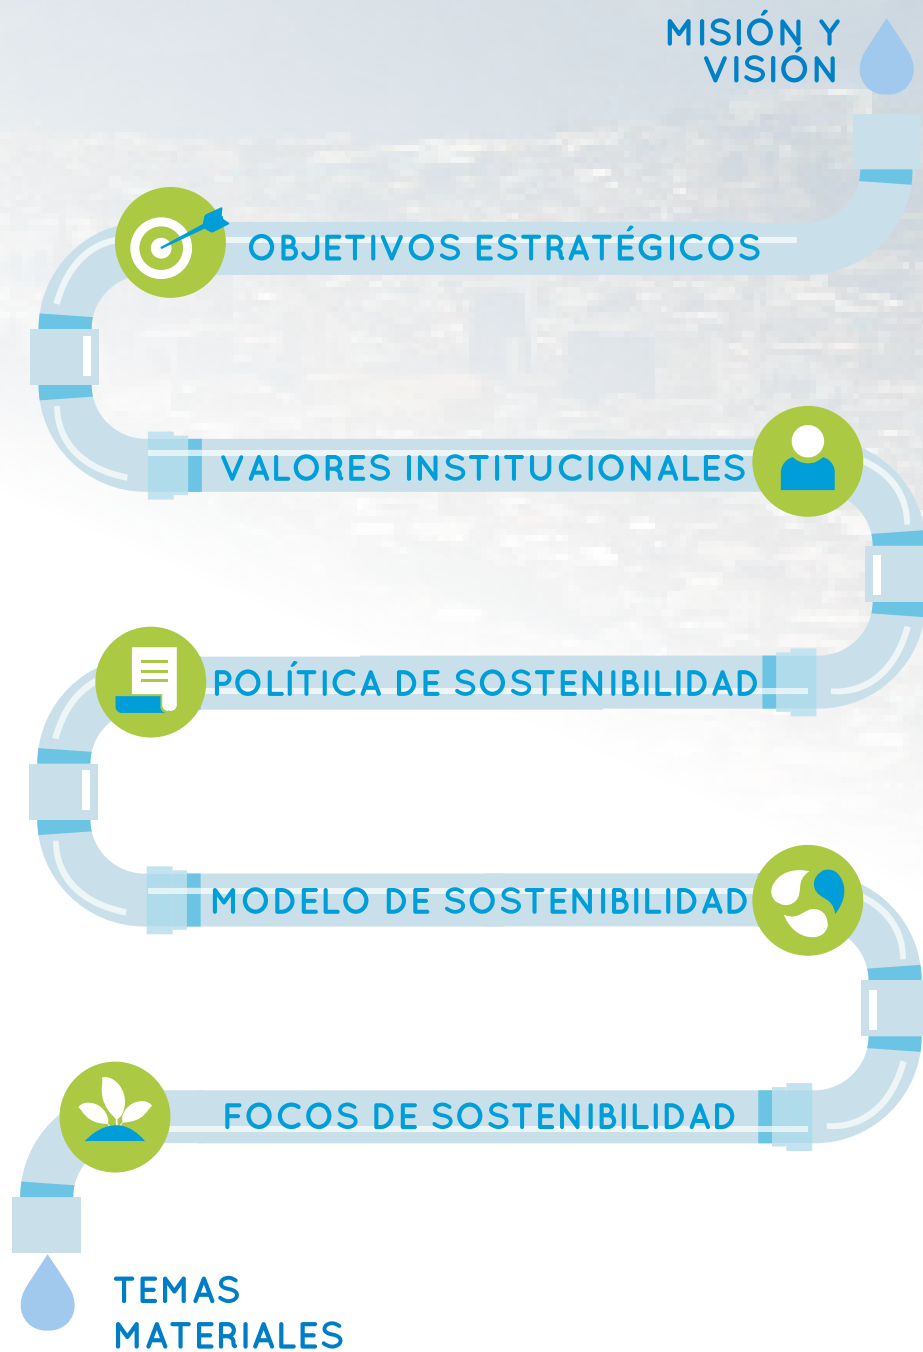 MISIÓN Y
VISIÓN
OBJETIVOS ESTRATÉGICOS
VALORES INSTITUCIONALES
POLÍTICA DE SOSTENIBILIDAD
MODELO DE SOSTENIBILIDAD
FOCOS DE SOSTENIBILIDAD
TEMAS
MATERIALES